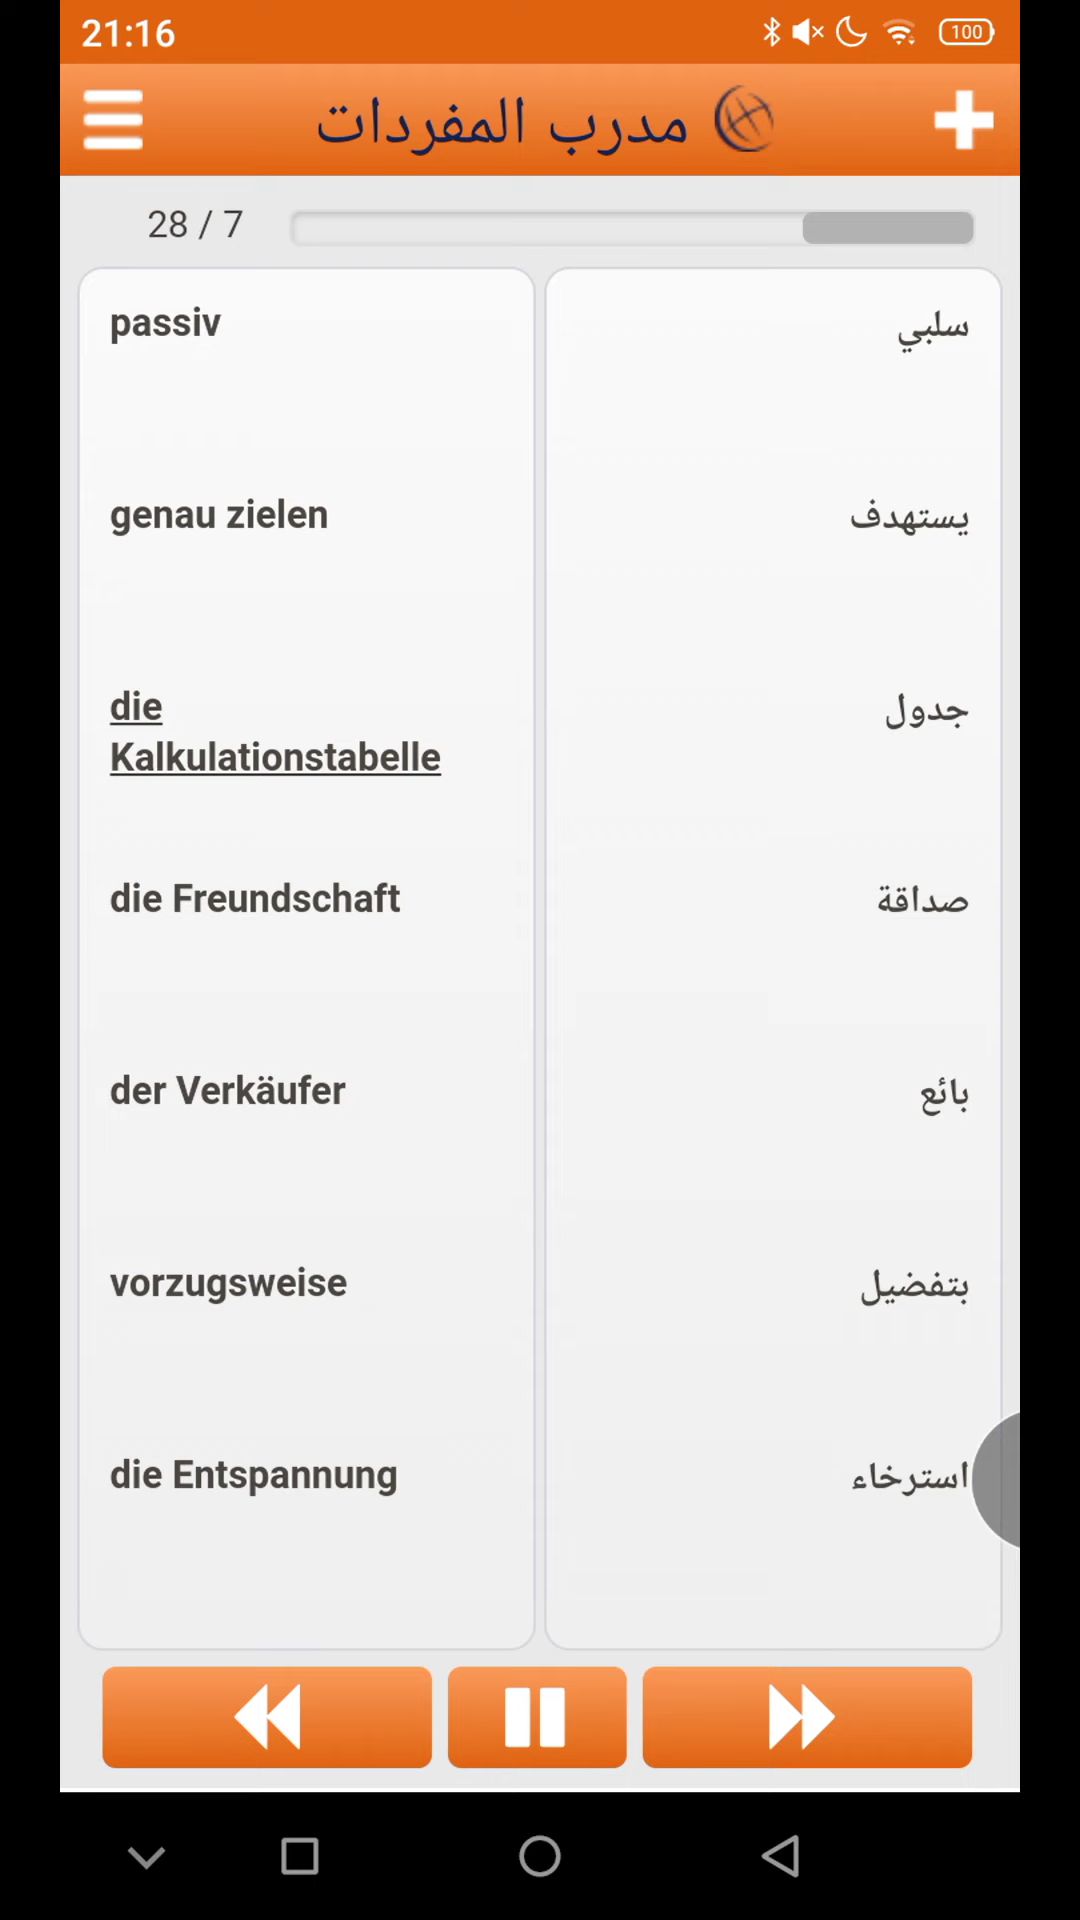 21:16
100
مدرب المفردات
28 / 7
passiv
سلبي
genau zielen
يستهدف
die
Kalkulationstabelle
جدول
die Freundschaft
صداقة
der Verkäufer
بائع
vorzugsweise
بتفضيل
die Entspannung
استرخاء